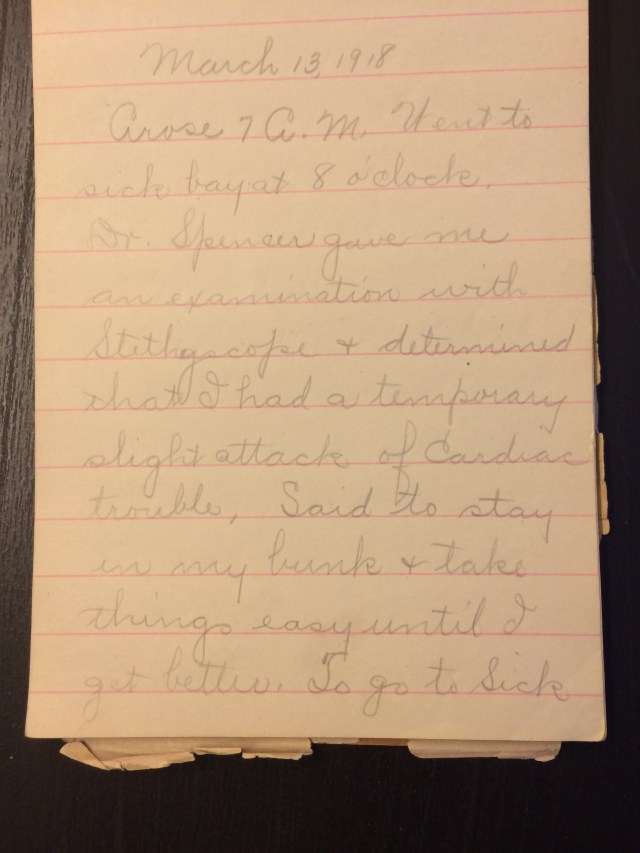 March 13, 1918
Arose 7 A.M. Went to
sick bay at 8 o'clock.
Dr. Spencer gave me
an examination with
Stethgscope & determined
that I had a temporary
slight attack of Cardiac
trouble, Said to stay
in my bunk & take
things easy until I
get better. To go to Sick